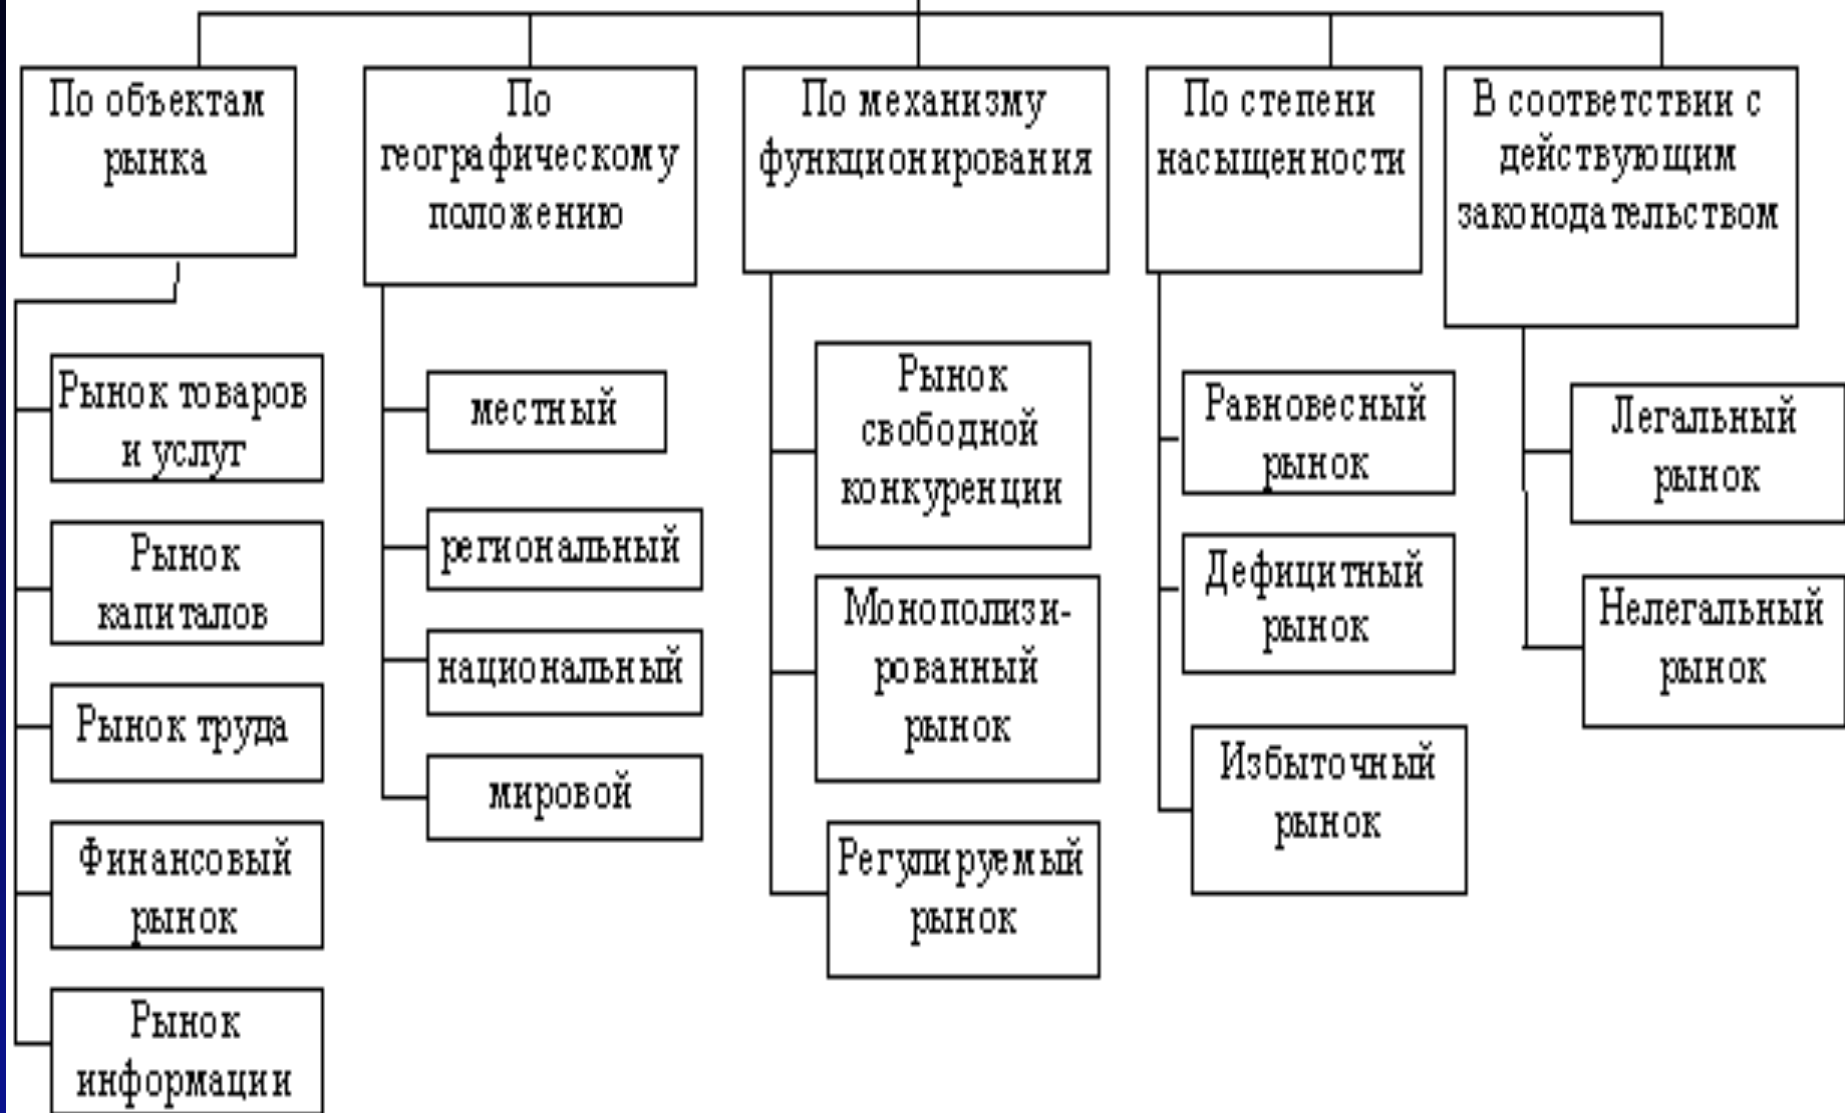 По объектам
рынка
Рынок товаров
и услуг
Рынок
капиталов
Рынок труда
Финансовый
рынок
Рынок
информации
По
географическому
положению
местный
региональный
национальный
мировой
По механизму
функционирования
Рынок
свободной
конкуренции
Монополизи-
рованный
рынок
Регулируемый
рынок
По степени
насыщенности
Равновесный
рынок
Дефицитный
рынок
Избыточный
рынок
В соответствии с
действующим
законодательством
Легальный
рынок
Нелегальный
рынок